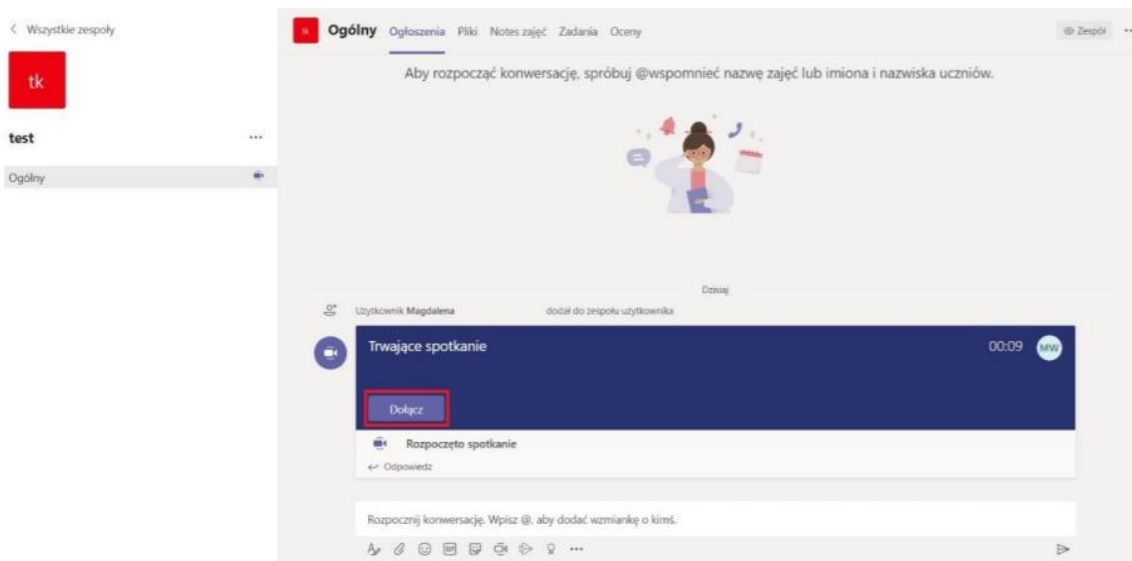 Wszystkie zespoły
tk
test
Ogólny
Ogólny Ogłoszenia Pliki Notes zajęć Zadania Oceny
Zespół
Aby rozpocząć konwersację, spróbuj @wspomnieć nazwę zajęć lub imiona i nazwiska uczniów.
Dzisiaj
Użytkownik Magdalena dodał do zespołu użytkownika
Trwające spotkanie
00:09 MW
Dołącz
Rozpoczęto spotkanie
Odpowiedz
Rozpocznij konwersację. Wpisz @, aby dodać wzmiankę o kimś.
GIF